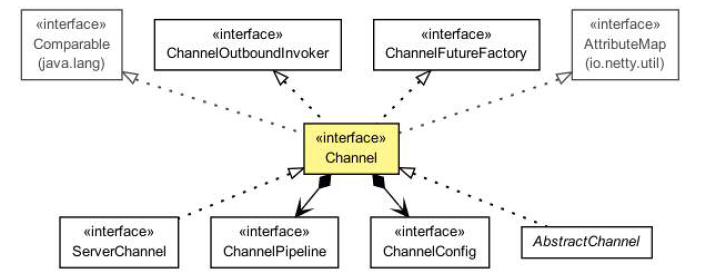 «interface»
Comparable
(java.lang)
«interface»
ChannelOutboundInvoker
«interface»
ChannelFutureFactory
«interface»
AttributeMap
(io.netty.util)
«interface»
Channel
«interface»
ServerChannel
«interface»
ChannelPipeline
«interface»
ChannelConfig
AbstractChannel